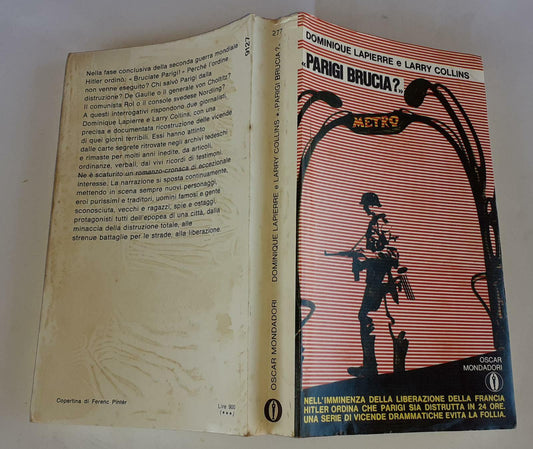 Nella fase conclusiva della seconda guerra mondiale
Hitler ordinò: «Bruciate Parigi!» Perché l'ordine
non venne eseguito? Chi salvò Parigi dalla
distruzione? De Gaulle o il generale von Choltitz?
Il comunista Rol o il console svedese Nordling?
A questi interrogativi rispondono due giornalisti,
Dominique Lapierre e Larry Collins, con una
precisa e documentata ricostruzione delle vicende
di quei giorni terribili. Essi hanno attinto
dalle carte segrete ritrovate negli archivi tedeschi
e rimaste per molti anni inedite, da articoli,
ordinanze, verbali, dai vivi ricordi di testimoni.
Ne è scaturito un romanzo-cronaca di eccezionale
interesse. La narrazione si sposta continuamente,
mettendo in scena sempre nuovi personaggi,
eroi purissimi e traditori, uomini famosi e gente
sconosciuta, vecchi e ragazzi, spie e ostaggi,
protagonisti tutti dell'epopea di una città, dalla
minaccia della distruzione totale, alle
strenue battaglie per le strade, alla liberazione.
Copertina di Ferenc Pinter
Lire 900
9127
277
DOMINIQUE LAPIERRE e LARRY COLLINS • «PARIGI BRUCIA?»
OSCAR MONDADORI
DOMINIQUE LAPIERRE e LARRY COLLINS
«PARIGI BRUCIA?»
METRO
OSCAR
MONDADORI
NELL'IMMINENZA DELLA LIBERAZIONE DELLA FRANCIA
HITLER ORDINA CHE PARIGI SIA DISTRUTTA IN 24 ORE.
UNA SERIE DI VICENDE DRAMMATICHE EVITA LA FOLLIA.